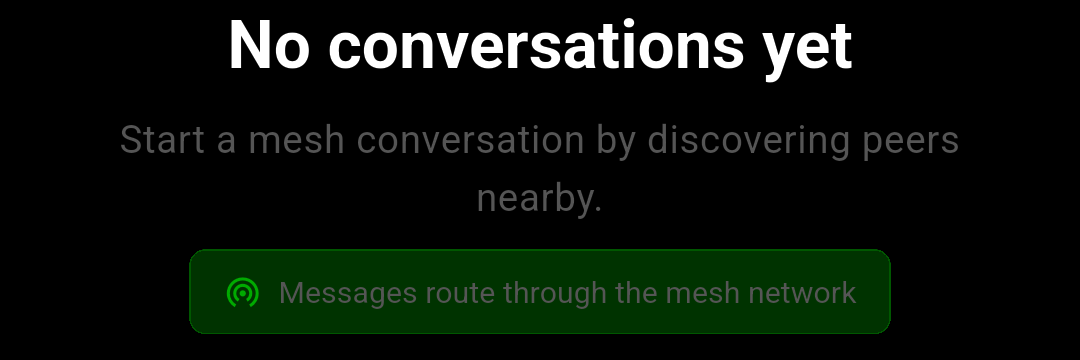 No conversations yet
Start a mesh conversation by discovering peers
nearby.
Messages route through the mesh network